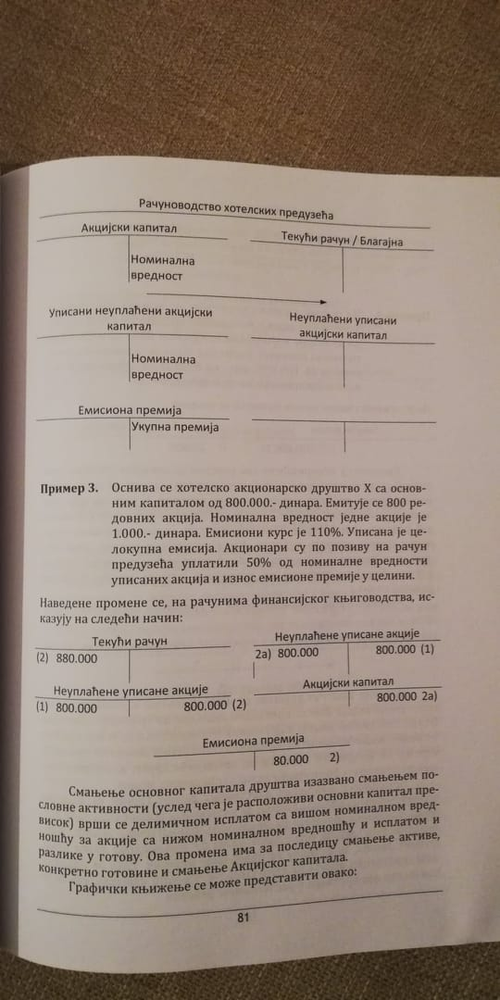 Рачуноводство хотелских предузећа
Акцијски капитал
Текући рачун / Благајна
Номинална
вредност
Уписани неуплаћени акцијски
капитал
Неуплаћени уписани
акцијски капитал
Номинална
вредност
Емисиона премија
Укупна премија
Пример 3. Оснива се хотелско акционарско друштво X са основ-
ним капиталом од 800.000.- динара. Емитује се 800 ре-
довних акција. Номинална вредност једне акције је
1.000.- динара. Емисиони курс је 110%. Уписана је це-
локупна емисија. Акционари су по позиву на рачун
предузећа уплатили 50% од номиналне вредности
уписаних акција и износ емисионе премије у целини.
Наведене промене се, на рачунима финансијског књиговодства, ис-
казују на следећи начин:
Текући рачун
Неуплаћене уписане акције
(2) 880.000
2а) 800.000 800.000 (1)
Неуплаћене уписане акције
Акцијски капитал
(1) 800.000 800.000 (2)
800.000 2а)
Емисиона премија
80.000 2)
Смањење основног капитала друштва изазвано смањењем по-
словне активности (услед чега је расположиви основни капитал пре-
висок) врши се делимичном исплатом са вишом номиналном вред-
ношћу за акције са нижом номиналном вредношћу и исплатом и
разлике у готову. Ова промена има за последицу смањење активе,
конкретно готовине и смањење Акцијског капитала.
Графички књижење се може представити овако:
81